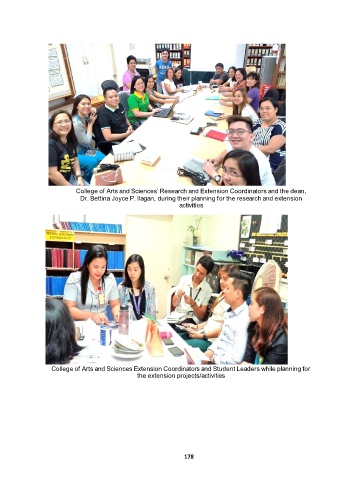 College of Arts and Sciences' Research and Extension Coordinators and the dean,
Dr. Bettina Joyce P. Ilagan, during their planning for the research and extension
activities
College of Arts and Sciences Extension Coordinators and Student Leaders while planning for
the extension projects/activities
178